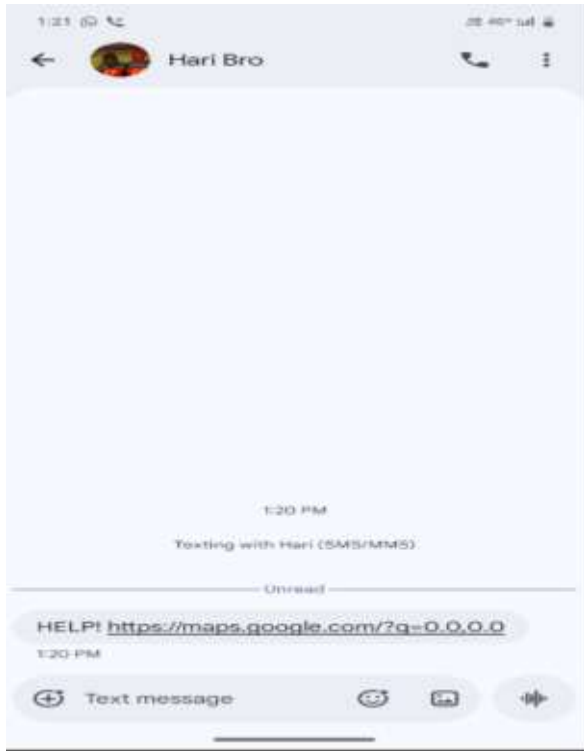 1:21
Hari Bro
1:20 PM
Texting with Hari (SMS/MMS)
Unread
HELP! https://maps.google.com/?q=0.0,0.0
1:20 PM
Text message